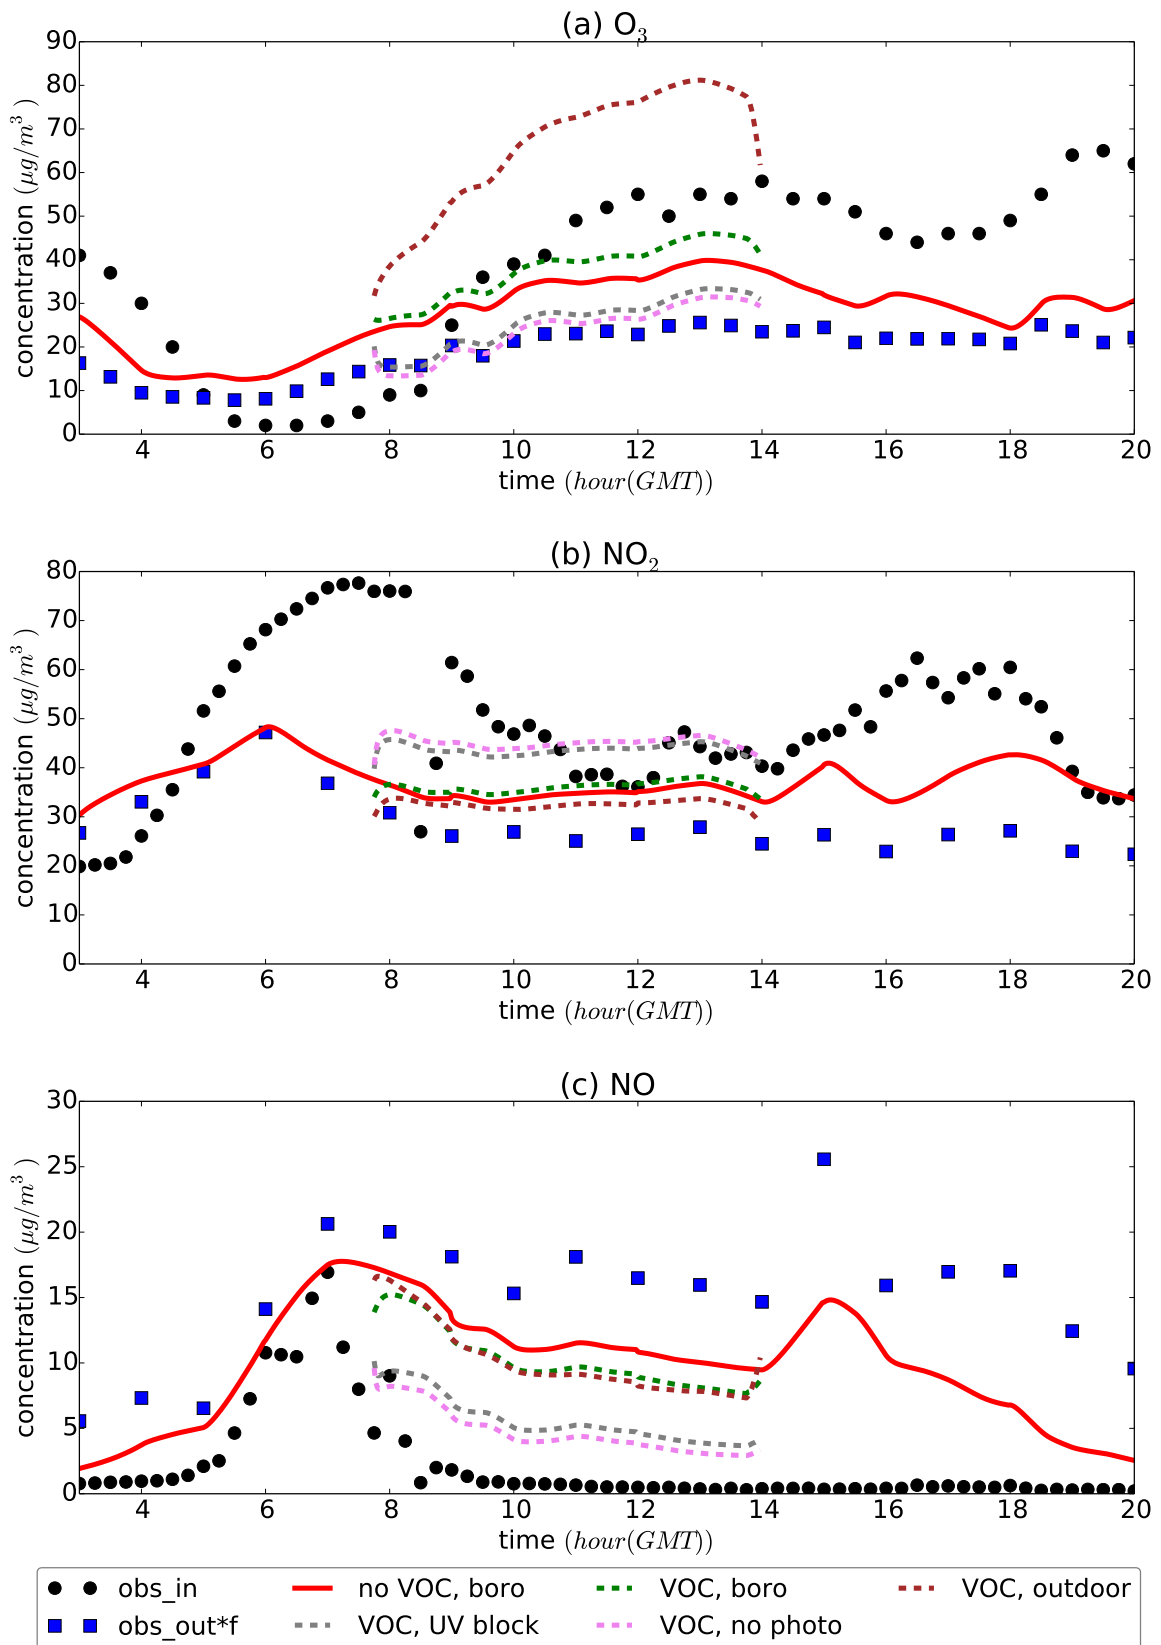 (a) O3
concentration (μg/m3)
90
80
70
60
50
40
30
20
10
0
4 6 8 10 12 14 16 18 20
time (hour(GMT))
(b) NO2
concentration (μg/m3)
80
70
60
50
40
30
20
10
0
4 6 8 10 12 14 16 18 20
time (hour(GMT))
(c) NO
concentration (μg/m3)
30
25
20
15
10
5
0
4 6 8 10 12 14 16 18 20
time (hour(GMT))
obs_in no VOC, boro VOC, boro VOC, outdoor
obs_out*f VOC, UV block VOC, no photo